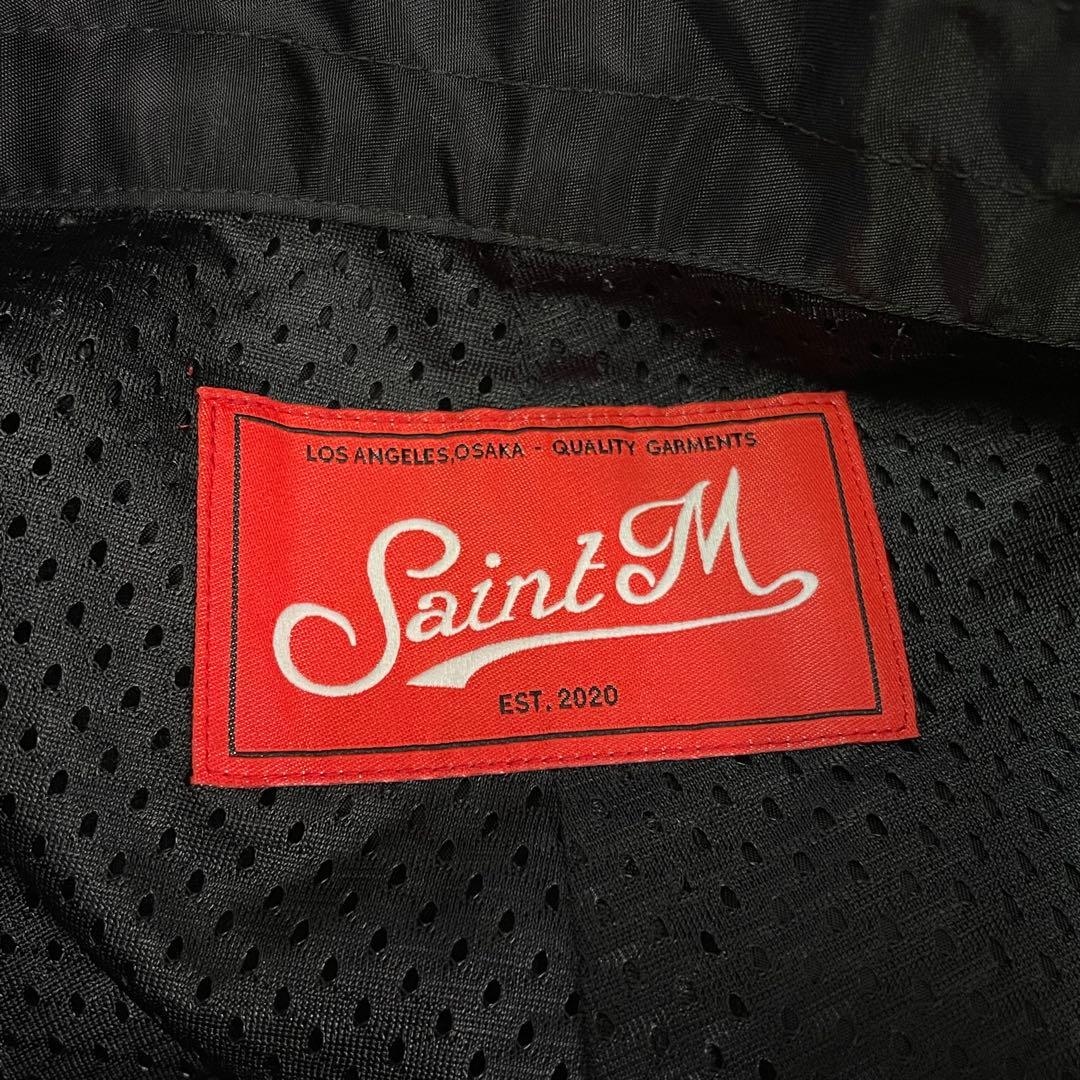 LOS ANGELES,OSAKA - QUALITY GARMENTS
Saint M
EST. 2020